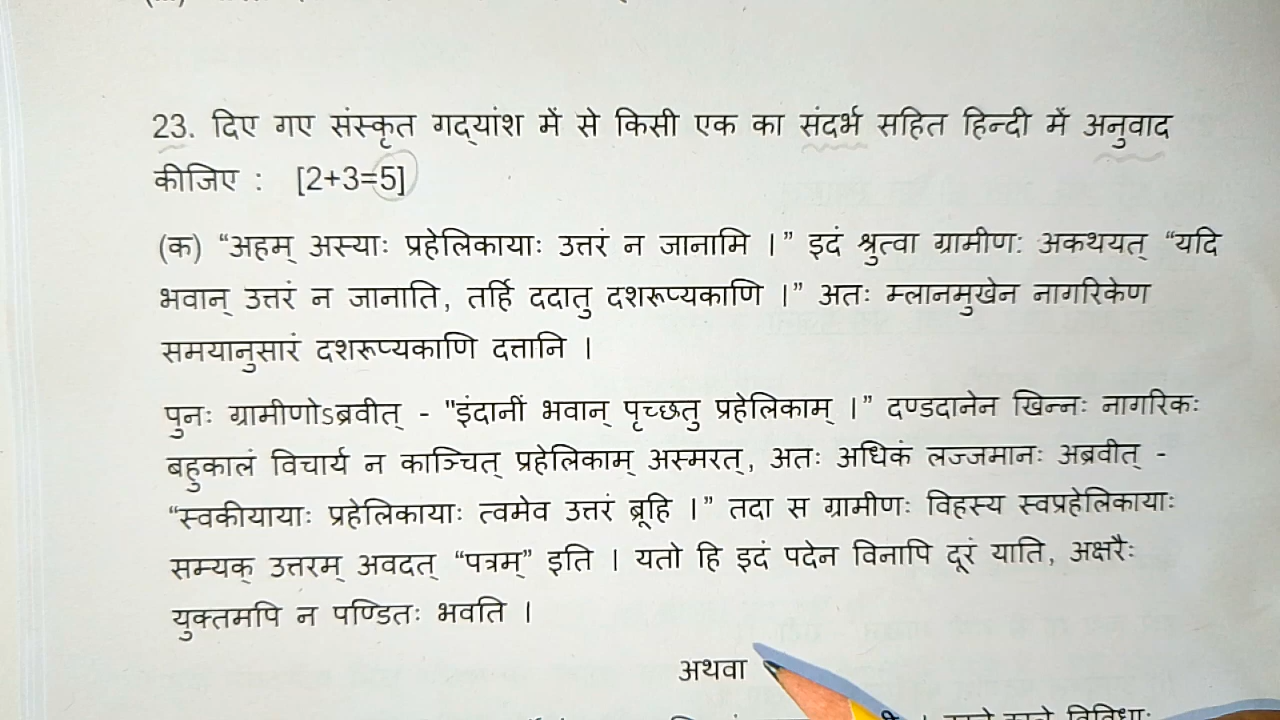 23. दिए गए संस्कृत गद्यांश में से किसी एक का संदर्भ सहित हिन्दी में अनुवाद
कीजिए : [2+3=5]
(क) “अहम् अस्याः प्रहेलिकायाः उत्तरं न जानामि ।” इदं श्रुत्वा ग्रामीण: अकथयत् “यदि
भवान् उत्तरं न जानाति, तर्हि ददातु दशरूप्यकाणि ।” अतः म्लानमुखेन नागरिकेण
समयानुसारं दशरूप्यकाणि दत्तानि ।
पुनः ग्रामीणोऽब्रवीत् - "इंदानीं भवान् पृच्छतु प्रहेलिकाम् ।” दण्डदानेन खिन्नः नागरिकः
बहुकालं विचार्य न काञ्चित् प्रहेलिकाम् अस्मरत्, अतः अधिकं लज्जमानः अब्रवीत् -
“स्वकीयायाः प्रहेलिकायाः त्वमेव उत्तरं ब्रूहि ।” तदा स ग्रामीणः विहस्य स्वप्रहेलिकायाः
सम्यक् उत्तरम् अवदत् “पत्रम्” इति । यतो हि इदं पदेन विनापि दूरं याति, अक्षरैः
युक्तमपि न पण्डितः भवति ।
अथवा